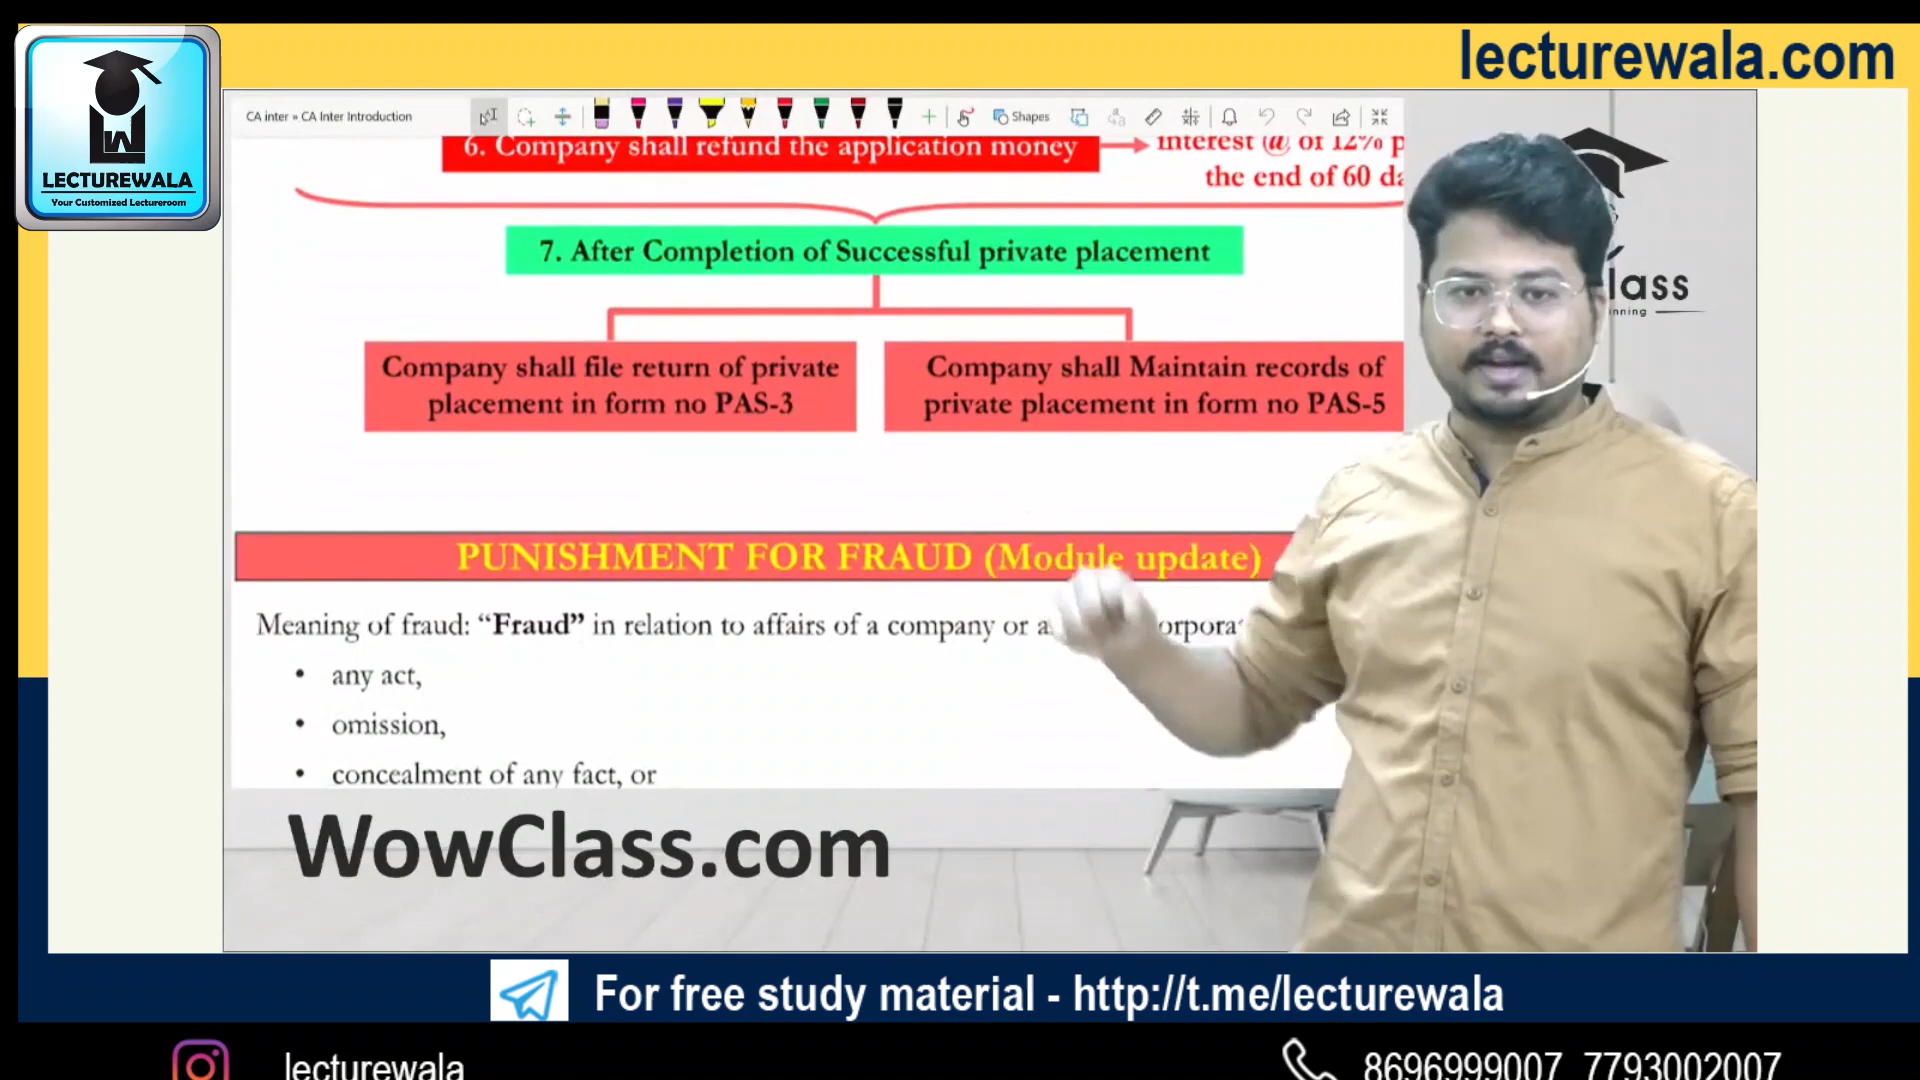 lecturewala.com
LECTUREWALA
Your Customized Lectureroom
CA inter » CA Inter Introduction
Shapes
6. Company shall refund the application money
interest @ of 12% p
the end of 60 da
7. After Completion of Successful private placement
lass
nning
Company shall file return of private
placement in form no PAS-3
Company shall Maintain records of
private placement in form no PAS-5
PUNISHMENT FOR FRAUD (Module update)
Meaning of fraud: “Fraud” in relation to affairs of a company or a orporat
• any act,
• omission,
• concealment of any fact, or
WowClass.com
For free study material - http://t.me/lecturewala
lecturewala
8696999007 7793002007